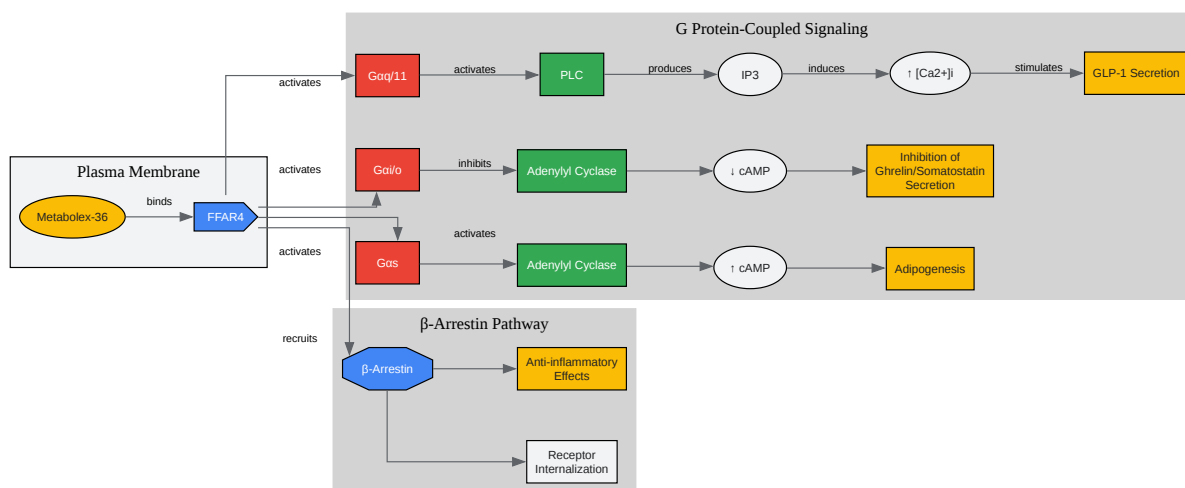 G Protein-Coupled Signaling
activates
Gαq/11
activates
PLC
produces
IP3
induces
↑ [Ca2+]i
stimulates
GLP-1 Secretion
Plasma Membrane
Metabolex-36
binds
FFAR4
activates
Gαi/o
inhibits
Adenylyl Cyclase
↓ cAMP
Inhibition of
Ghrelin/Somatostatin
Secretion
activates
Gαs
activates
Adenylyl Cyclase
↑ cAMP
Adipogenesis
β-Arrestin Pathway
recruits
β-Arrestin
Anti-inflammatory
Effects
Receptor
Internalization